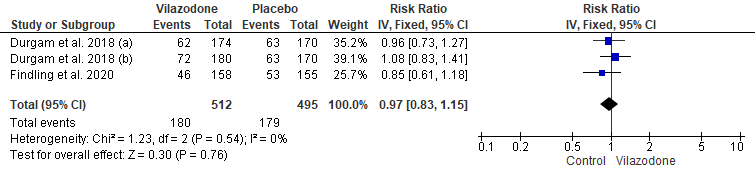 Vilazodone Placebo Risk Ratio Risk Ratio
Study or Subgroup Events Total Events Total Weight IV, Fixed, 95% CI IV, Fixed, 95% CI
Durgam et al. 2018 (a) 62 174 63 170 35.2% 0.96 [0.73, 1.27]
Durgam et al. 2018 (b) 72 180 63 170 39.1% 1.08 [0.83, 1.41]
Findling et al. 2020 46 158 53 155 25.7% 0.85 [0.61, 1.18]
Total (95% CI) 512 495 100.0% 0.97 [0.83, 1.15]
Total events 180 179
Heterogeneity: Chi² = 1.23, df = 2 (P = 0.54); I² = 0%
Test for overall effect: Z = 0.30 (P = 0.76)
0.1 0.2 0.5 1 2 5 10
Control Vilazodone